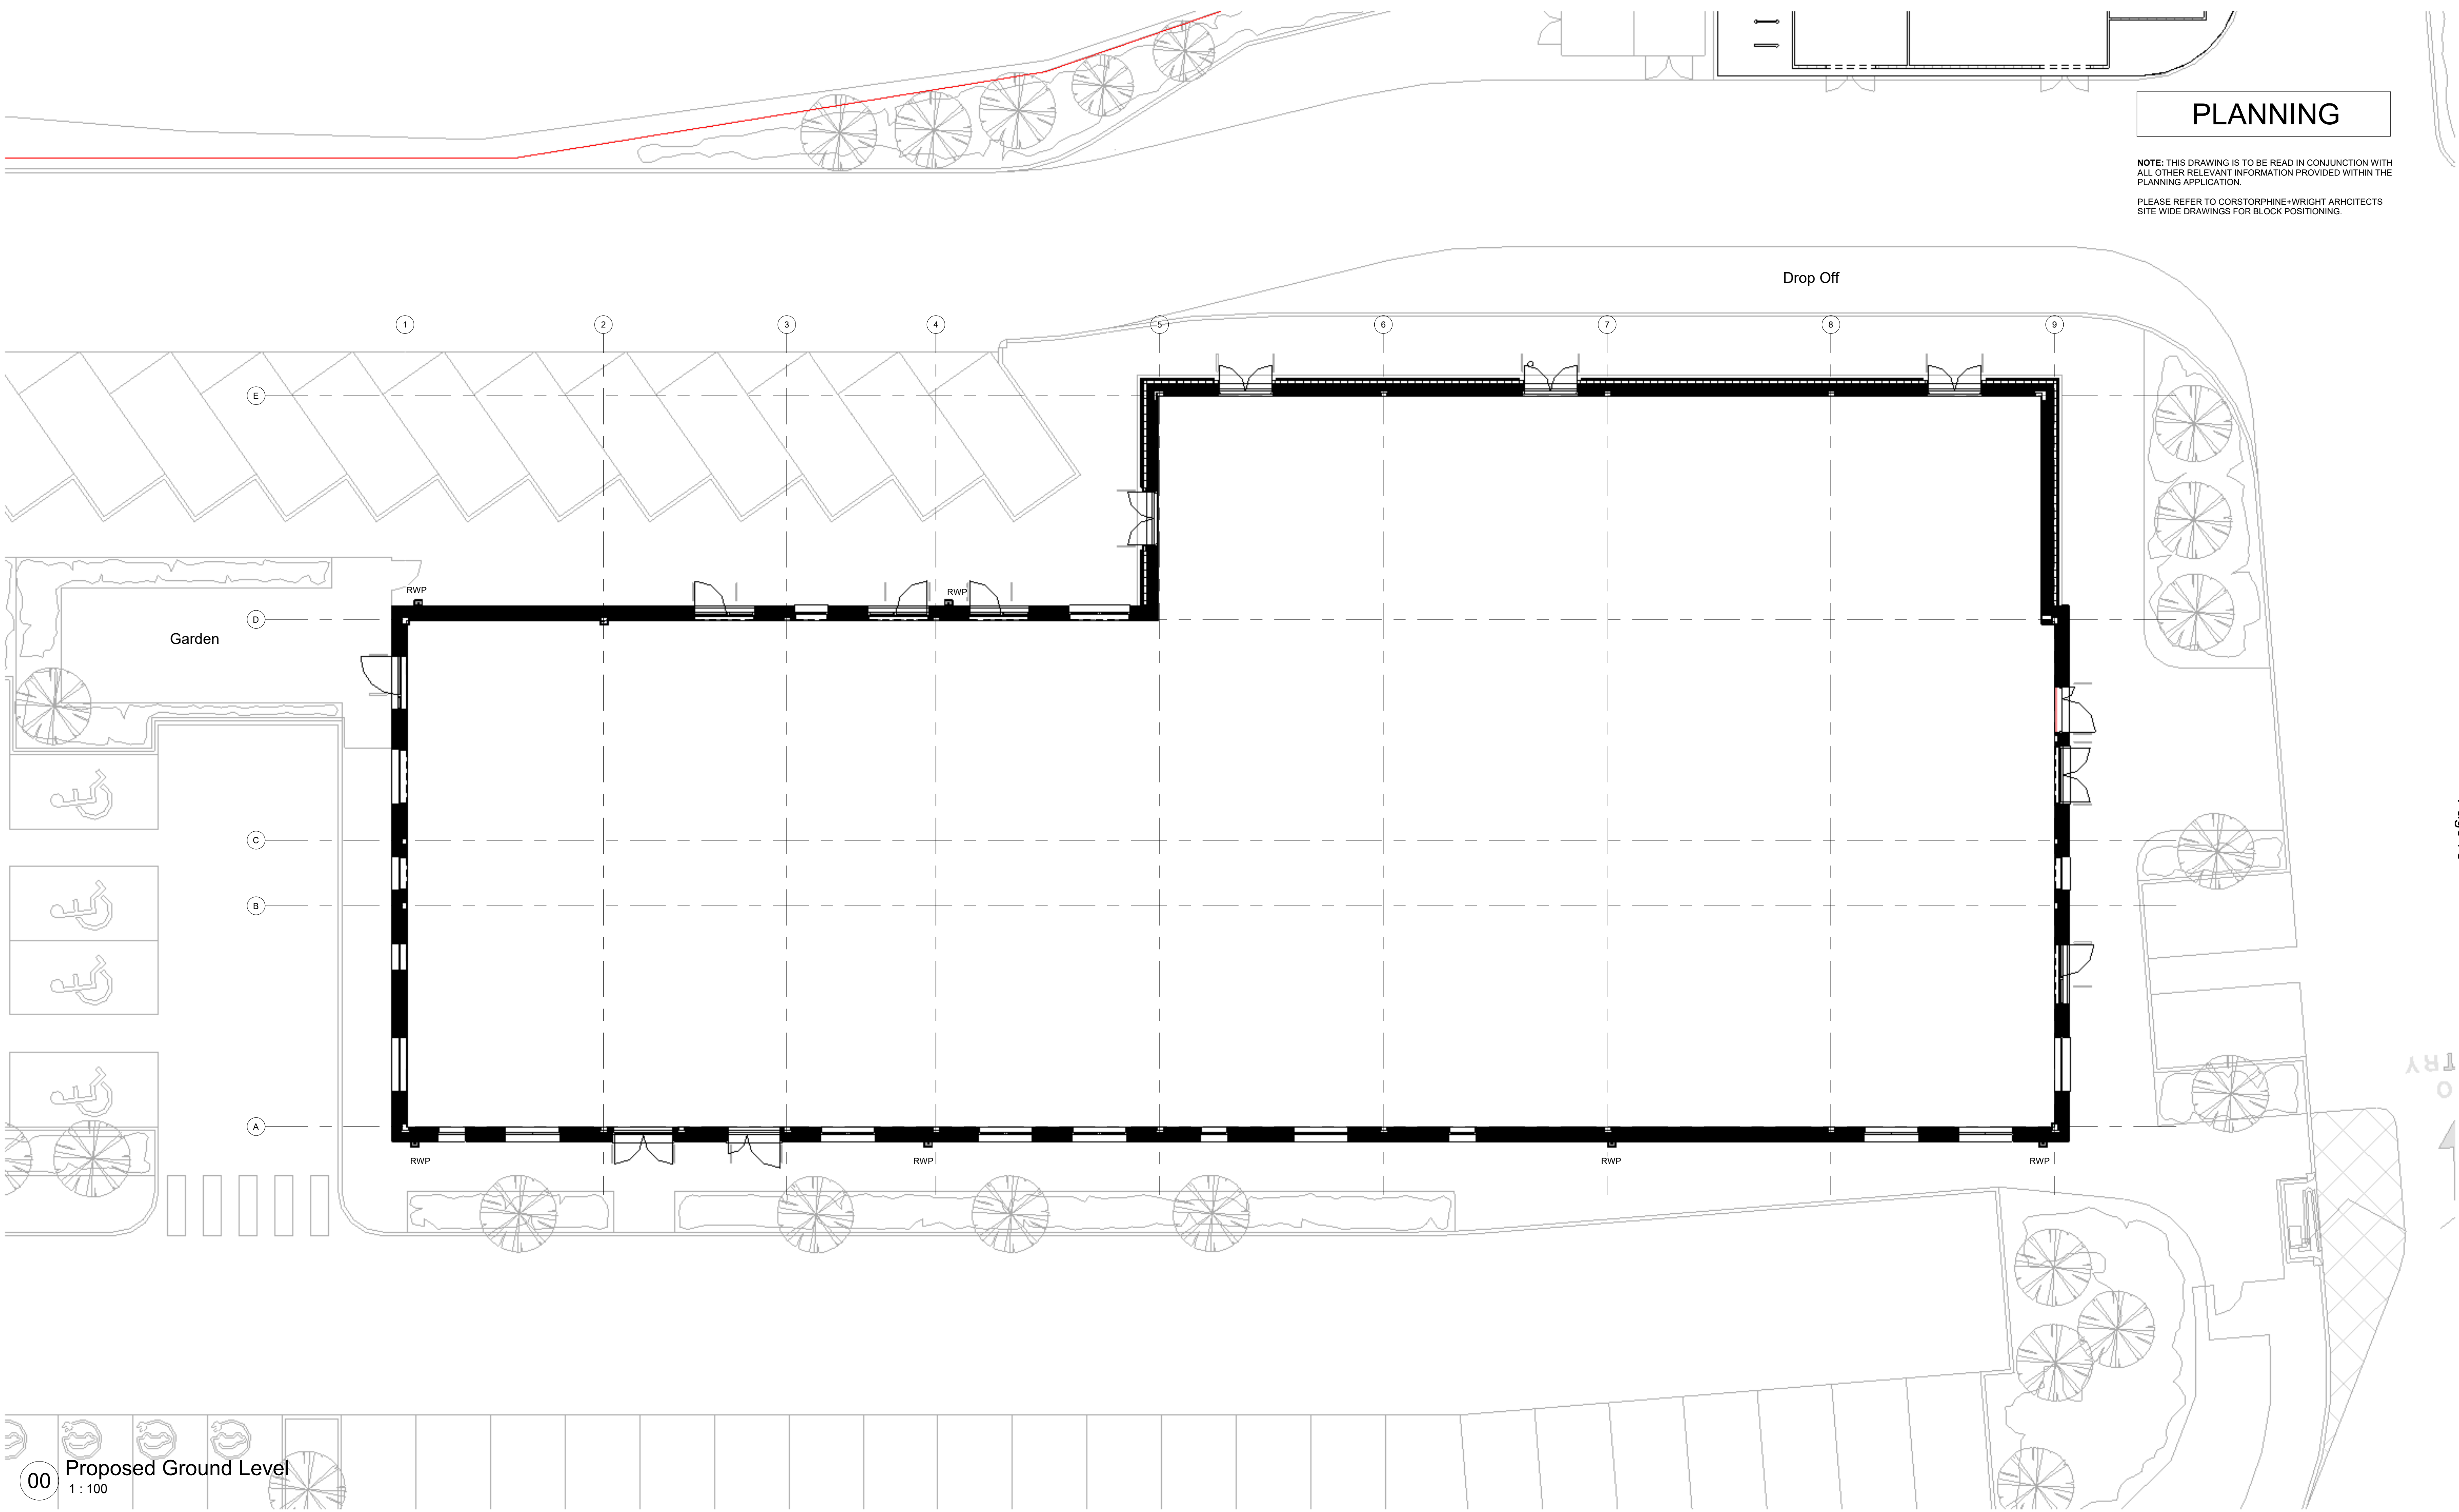 PLANNING
NOTE: THIS DRAWING IS TO BE READ IN CONJUNCTION WITH
ALL OTHER RELEVANT INFORMATION PROVIDED WITHIN THE
PLANNING APPLICATION.
PLEASE REFER TO CORSTORPHINE+WRIGHT ARHCITECTS
SITE WIDE DRAWINGS FOR BLOCK POSITIONING.
Drop Off
1 2 3 4 5 6 7 8 9
E
RWP RWP
D
Garden
C
B
A
RWP RWP RWP RWP
00 Proposed Ground Level
1 : 100